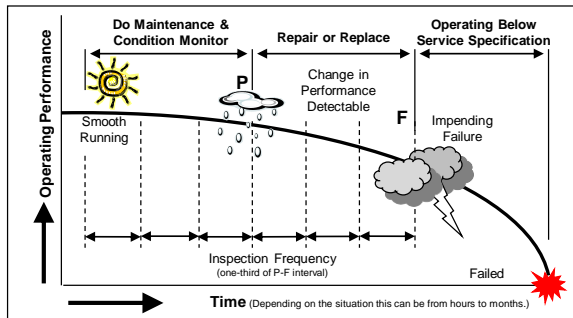 Do Maintenance &
Condition Monitor
Repair or Replace
Operating Below
Service Specification
Operating Performance
P
Change in
Performance
Detectable
Smooth
Running
F
Impending
Failure
Inspection Frequency
(one-third of P-F interval)
Failed
Time (Depending on the situation this can be from hours to months.)